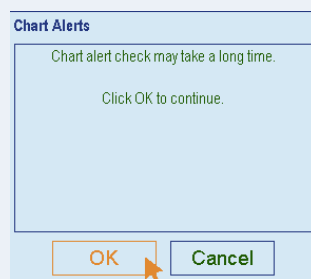 Chart Alerts
Chart alert check may take a long time.
Click OK to continue.
OK
Cancel